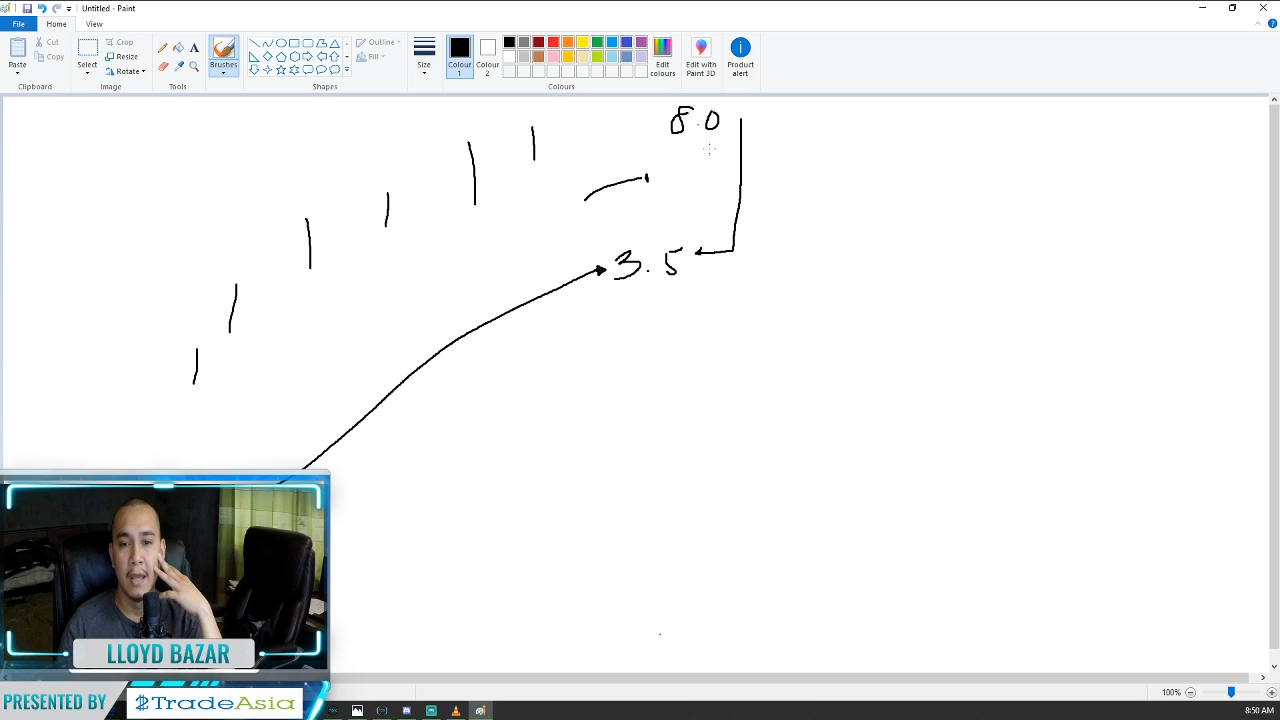 Untitled - Paint
File Home View
Paste
Cut
Copy
Clipboard
Select
Crop
Resize
Rotate
Image
A
Tools
Brushes
Outline
Fill
Shapes
Size
Colour 1
Colour 2
Edit colours
Colours
Edit with Paint 3D
Product alert
8.0
3.5
LLOYD BAZAR
PRESENTED BY TradeAsia
100%
8:50 AM